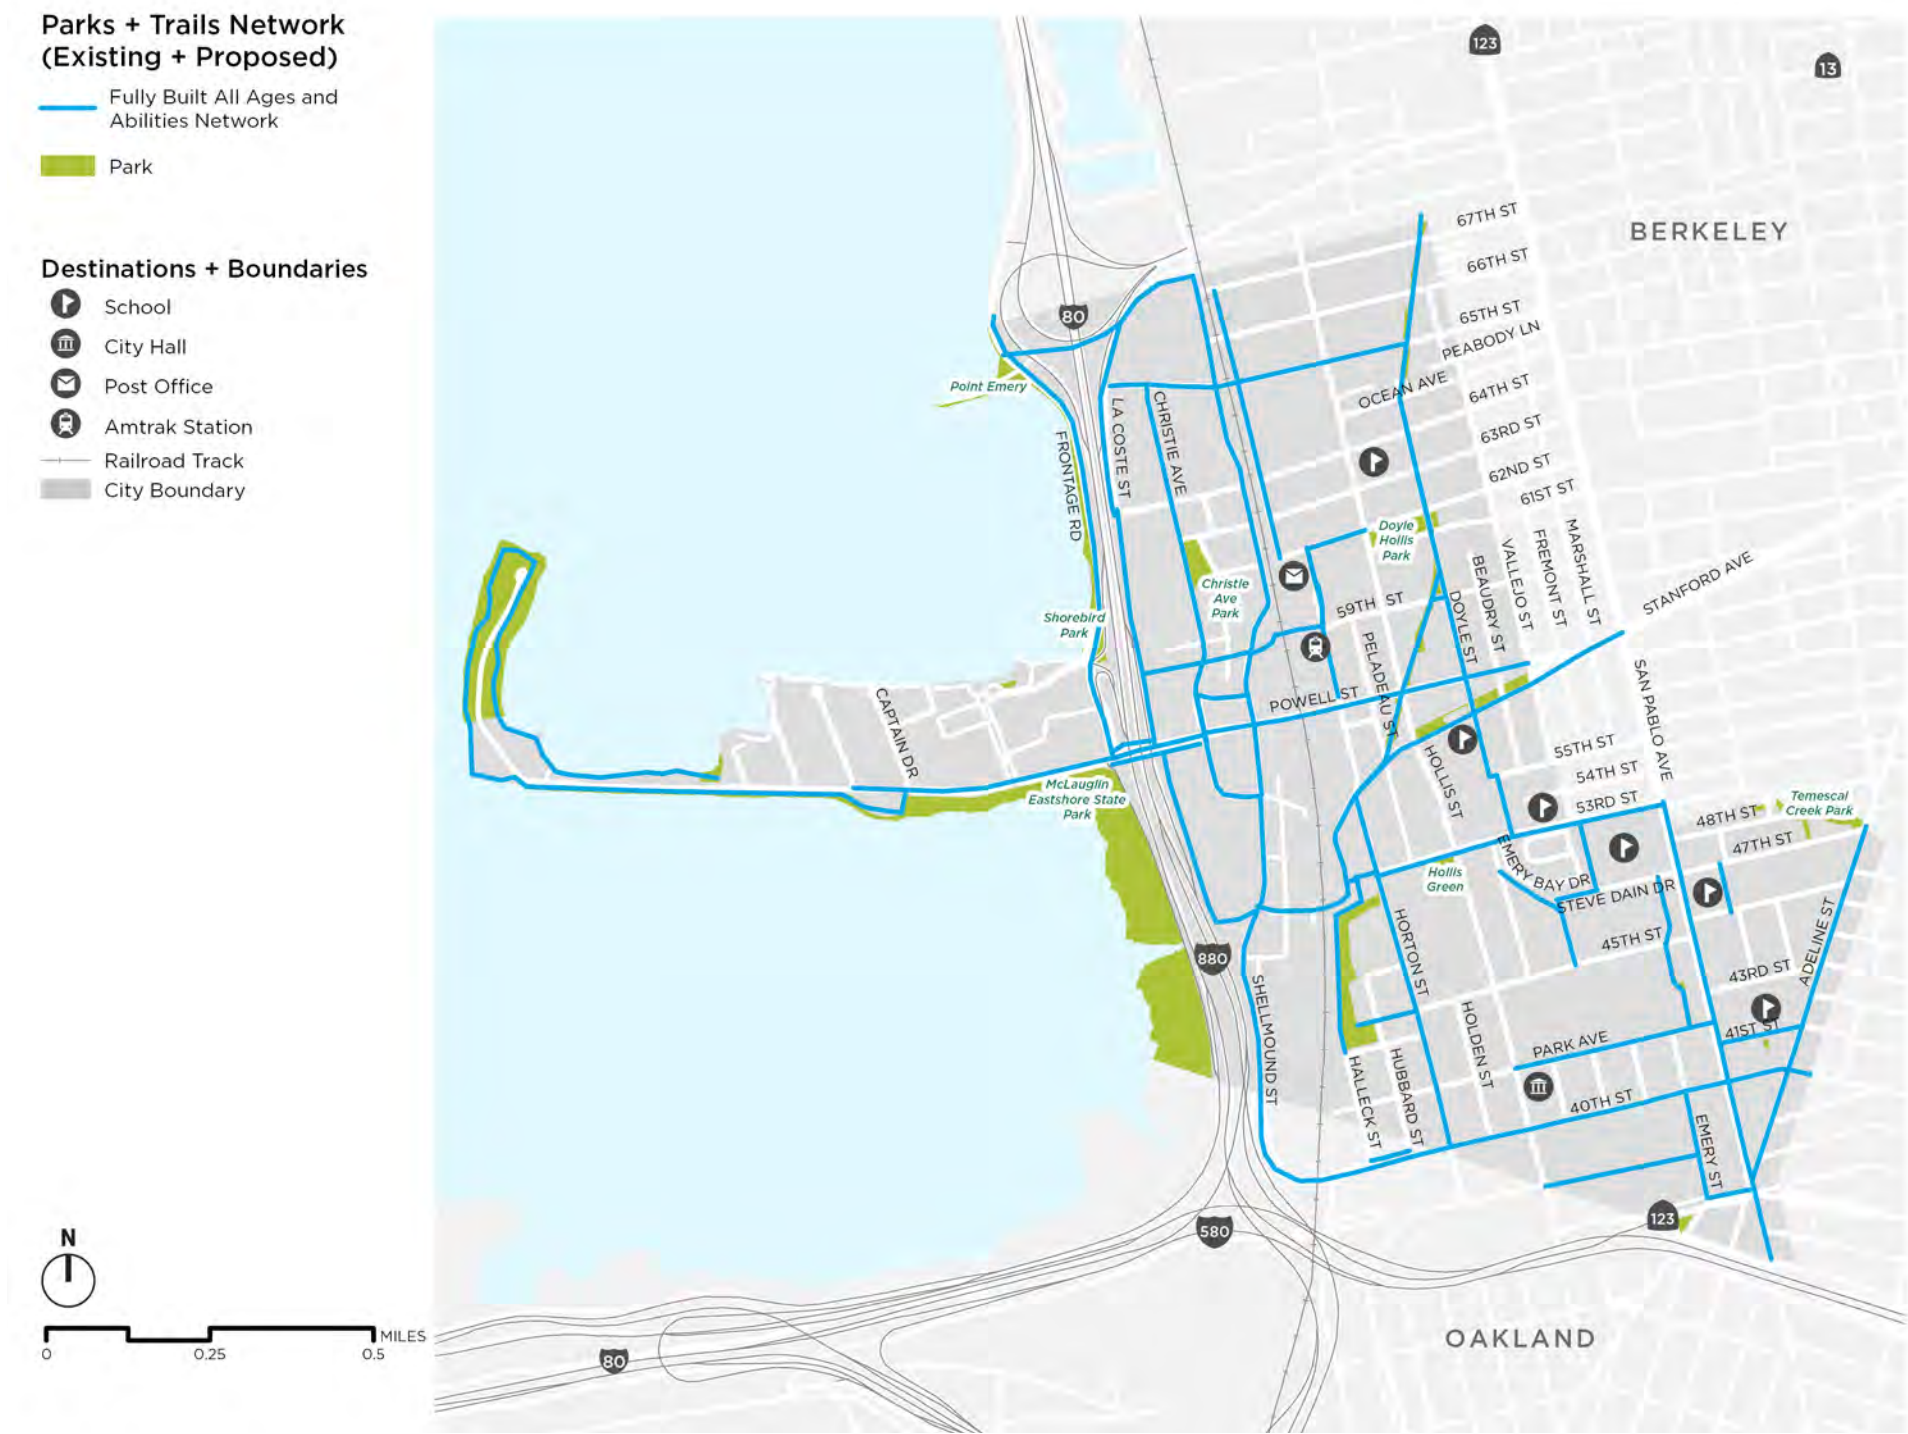 Parks + Trails Network
(Existing + Proposed)
Fully Built All Ages and
Abilities Network
Park
Destinations + Boundaries
School
City Hall
Post Office
Amtrak Station
Railroad Track
City Boundary
N
MILES
0
0.25
0.5
123
13
BERKELEY
67TH ST
66TH ST
65TH ST
PEABODY LN
OCEAN AVE
64TH ST
63RD ST
62ND ST
61ST ST
80
Point Emery
FRONTAGE RD
LA COSTE ST
CHRISTIE AVE
Doyle
Hollis
Park
Christie
Ave
Park
Shorebird
Park
59TH ST
PELADEAU ST
DOYLE ST
BEAUDRY ST
VALLEJO ST
FREMONT ST
MARSHALL ST
STANFORD AVE
POWELL ST
CAPTAIN DR
HOLLIS ST
SAN PABLO AVE
55TH ST
54TH ST
53RD ST
McLauglin
Eastshore State
Park
48TH ST
47TH ST
Temescal
Creek Park
EMERY BAY DR
STEVE DAIN DR
Hollis
Green
HORTON ST
45TH ST
43RD ST
ADELINE ST
41ST ST
880
SHELLMOUND ST
HOLDEN ST
PARK AVE
HALLECK ST
HUBBARD ST
40TH ST
EMERY ST
580
123
80
OAKLAND